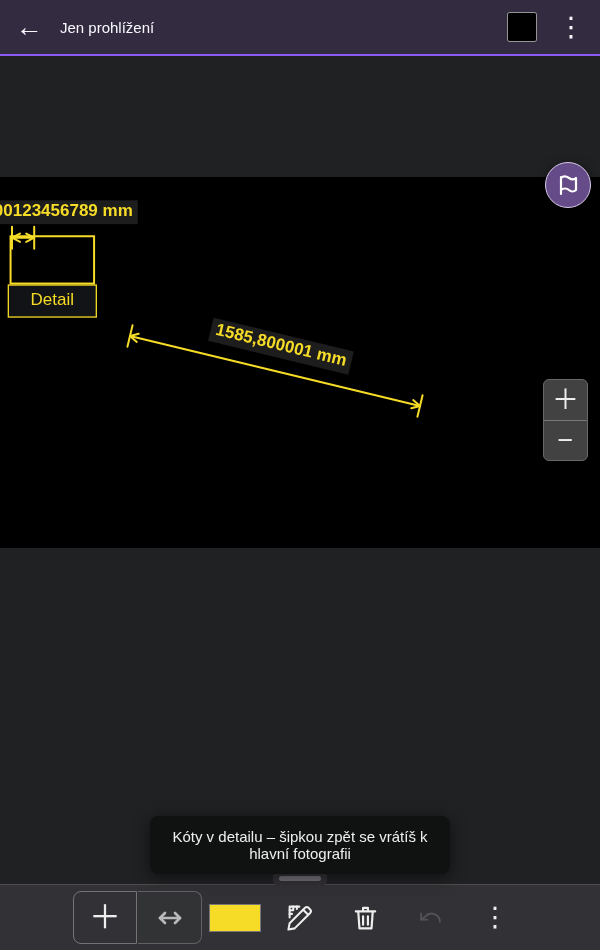 Jen prohlížení
00123456789 mm
Detail
1585,800001 mm
Kóty v detailu – šipkou zpět se vrátíš k
hlavní fotografii